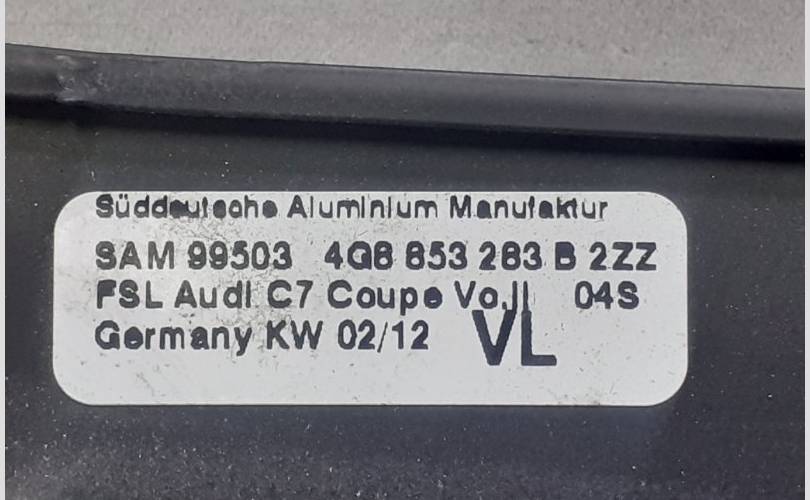 Süddeutsche Aluminium Manufaktur
SAM 99503 4G8 853 283 B 2ZZ
FSL Audi C7 Coupe Vo.li 04S
Germany KW 02/12 VL